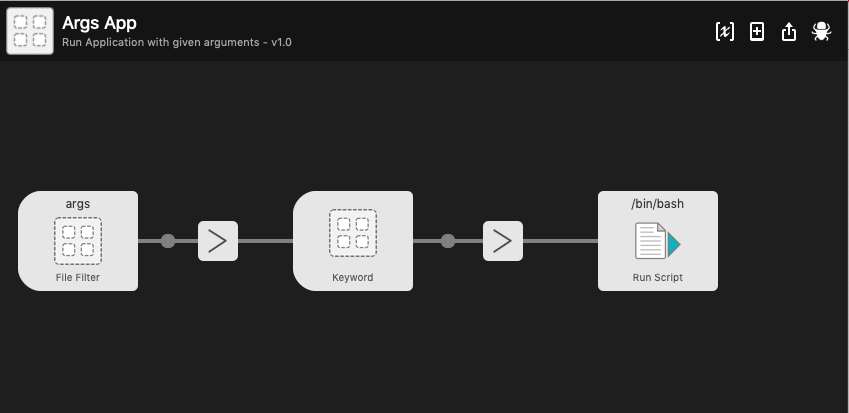 Args App
Run Application with given arguments - v1.0
args
File Filter
Keyword
/bin/bash
Run Script